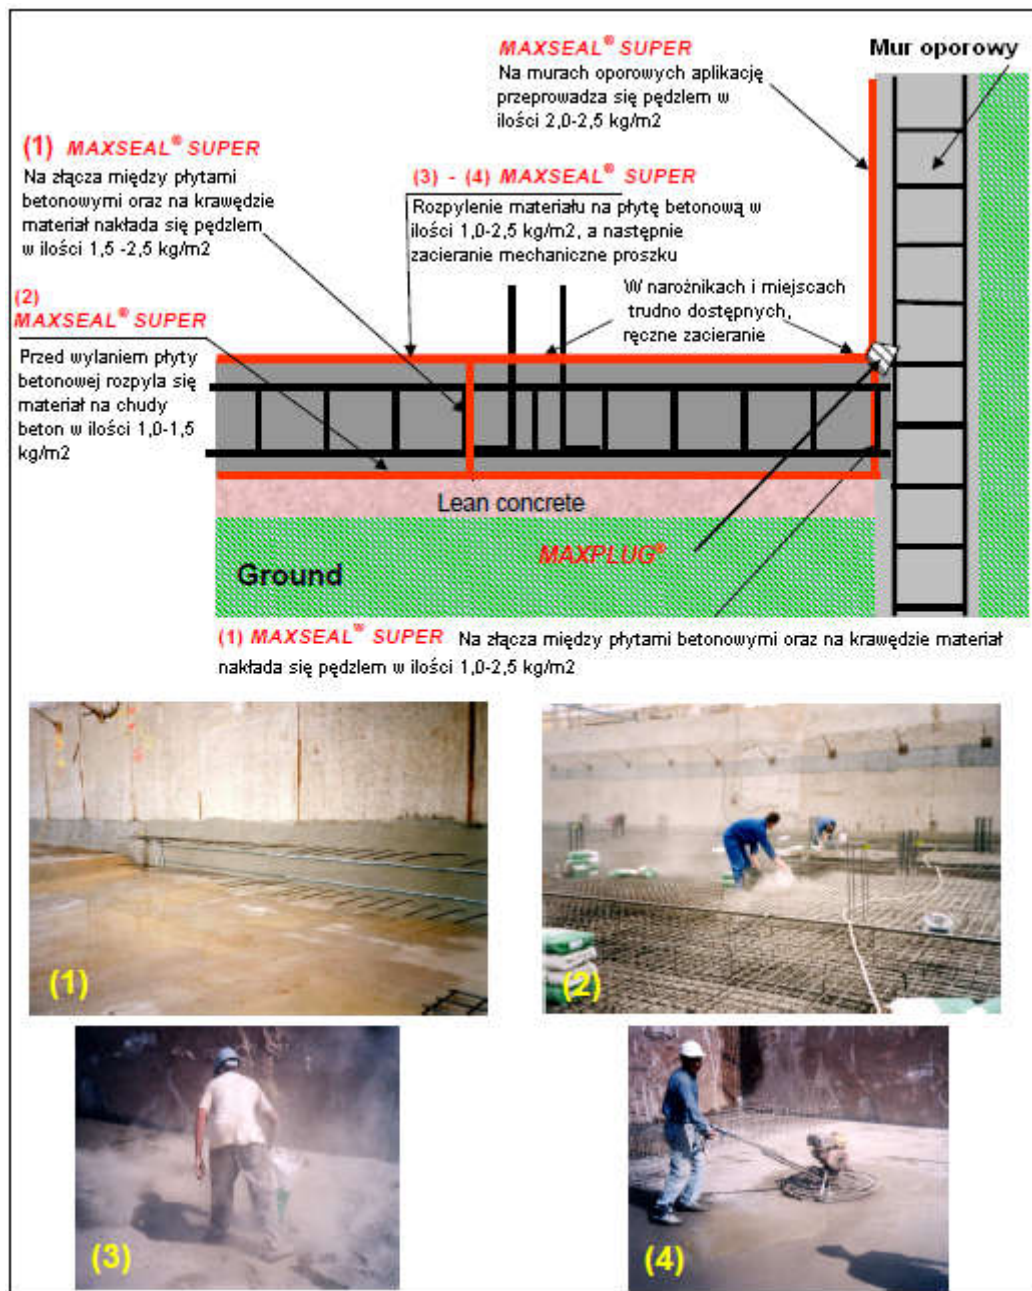 MAXSEAL® SUPER
Na murach oporowych aplikację
przeprowadza się pędzlem w
ilości 2,0-2,5 kg/m2
Mur oporowy
(1) MAXSEAL® SUPER
Na złącza między płytami
betonowymi oraz na krawędzie
materiał nakłada się pędzlem
w ilości 1,5 -2,5 kg/m2
(3) - (4) MAXSEAL® SUPER
Rozpylenie materiału na płytę betonową w
ilości 1,0-2,5 kg/m2, a następnie
zacieranie mechaniczne proszku
W narożnikach i miejscach
trudno dostępnych,
ręczne zacieranie
(2)
MAXSEAL® SUPER
Przed wylaniem płyty
betonowej rozpyla się
materiał na chudy
beton w ilości 1,0-1,5
kg/m2
Lean concrete
MAXPLUG®
Ground
(1) MAXSEAL® SUPER Na złącza między płytami betonowymi oraz na krawędzie materiał
nakłada się pędzlem w ilości 1,0-2,5 kg/m2
(1)
(2)
(3)
(4)